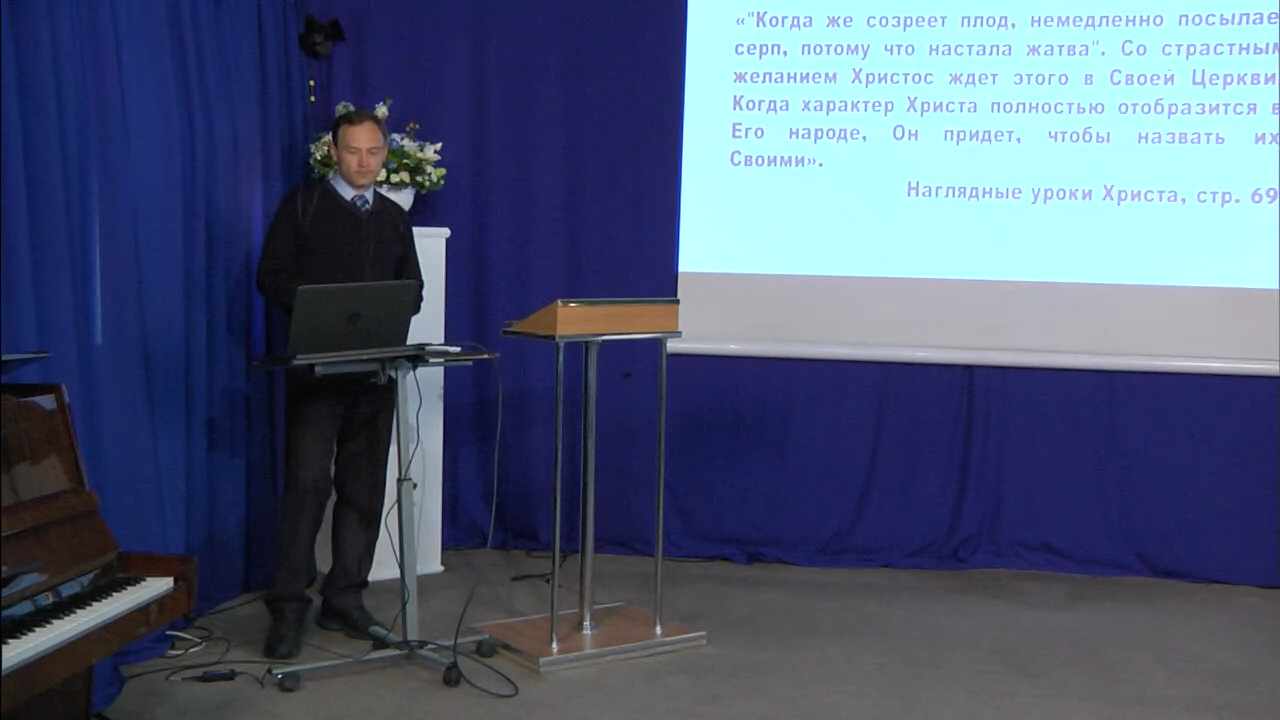 «"Когда же созреет плод, немедленно посылае
серп, потому что настала жатва". Со страстным
желанием Христос ждет этого в Своей Церкви
Когда характер Христа полностью отобразится в
Его народе, Он придет, чтобы назвать их
Своими».
Наглядные уроки Христа, стр. 69